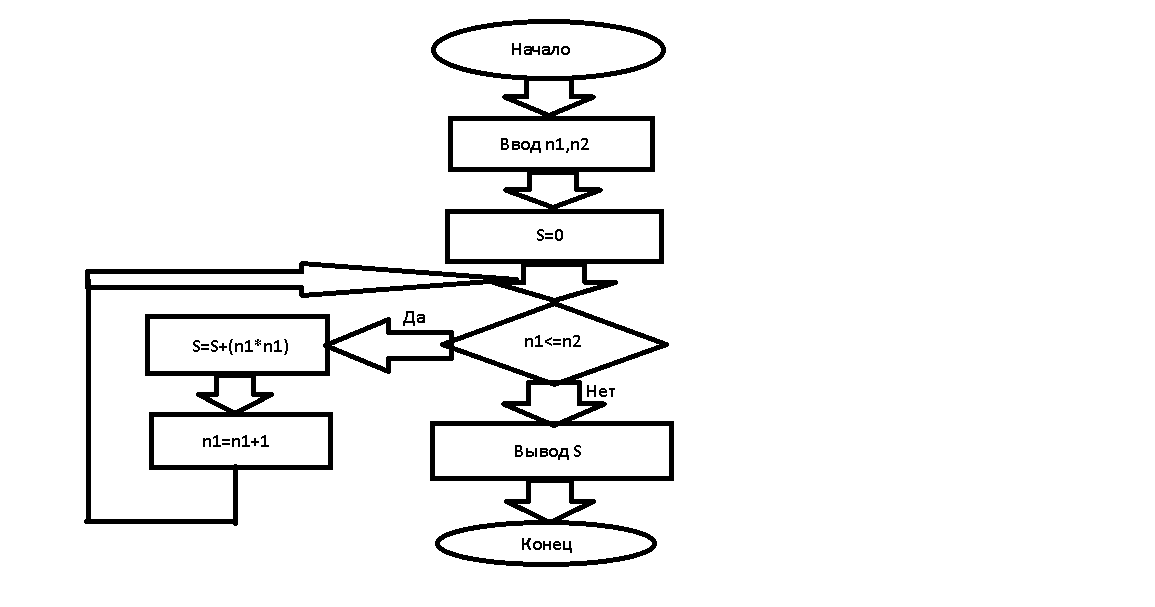 Начало
Ввод n1,n2
S=0
n1<=n2
Да
S=S+(n1*n1)
n1=n1+1
Нет
Вывод S
Конец